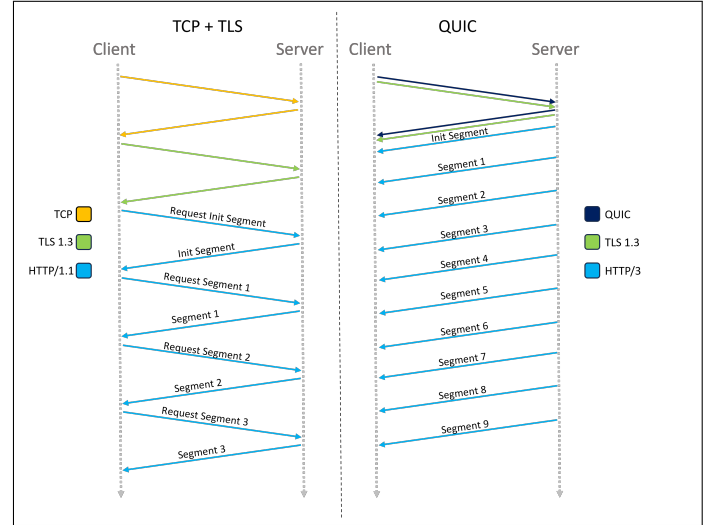 TCP + TLS
Client
Server
TCP
TLS 1.3
HTTP/1.1
Request Init Segment
Init Segment
Request Segment 1
Segment 1
Request Segment 2
Segment 2
Request Segment 3
Segment 3
QUIC
Client
Server
Init Segment
Segment 1
Segment 2
Segment 3
Segment 4
Segment 5
Segment 6
Segment 7
Segment 8
Segment 9
QUIC
TLS 1.3
HTTP/3